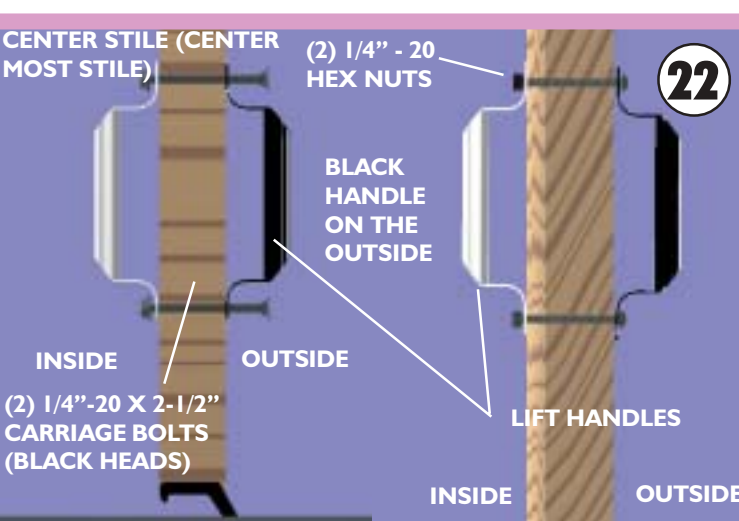 CENTER STILE (CENTER
MOST STILE)
(2) 1/4” - 20
HEX NUTS
22
BLACK
HANDLE
ON THE
OUTSIDE
INSIDE
OUTSIDE
(2) 1/4”-20 X 2-1/2”
CARRIAGE BOLTS
(BLACK HEADS)
LIFT HANDLES
INSIDE
OUTSIDE